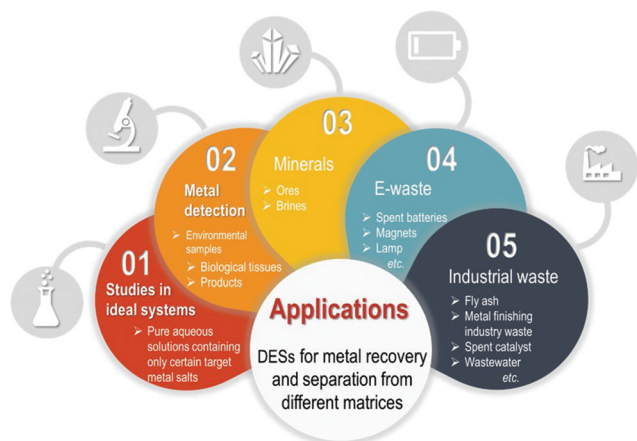 01
Studies in
ideal systems
➢ Pure aqueous
solutions containing
only certain target
metal salts
02
Metal
detection
➢ Environmental
samples
➢ Biological tissues
➢ Products
03
Minerals
➢ Ores
➢ Brines
04
E-waste
➢ Spent batteries
➢ Magnets
➢ Lamp
etc.
05
Industrial waste
➢ Fly ash
➢ Metal finishing
industry waste
➢ Spent catalyst
➢ Wastewater
etc.
Applications
DESs for metal recovery
and separation from
different matrices